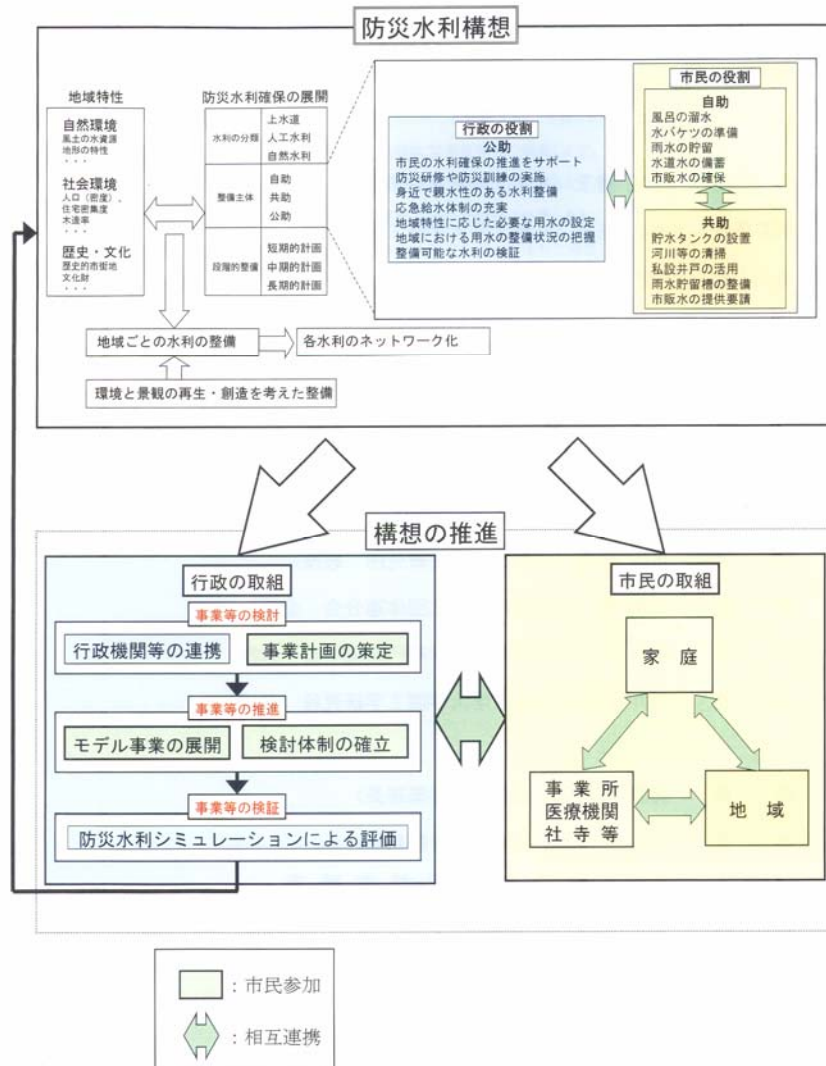 防災水利構想
地域特性
自然環境
風土の水資源
地形の特性
・・・
社会環境
人口（密度）、
住宅密集度
木造率
・・・
歴史・文化
歴史的市街地
文化財
・・・
防災水利確保の展開
水利の分類
上水道
人工水利
自然水利
整備主体
自助
共助
公助
段階的整備
短期的計画
中期的計画
長期的計画
行政の役割
公助
市民の水利確保の推進をサポート
防災研修や防災訓練の実施
身近で親水性のある水利整備
応急給水体制の充実
地域特性に応じた必要な用水の設定
地域における用水の整備状況の把握
整備可能な水利の検証
市民の役割
自助
風呂の溜水
水バケツの準備
雨水の貯留
水道水の備蓄
市販水の確保
共助
貯水タンクの設置
河川等の清掃
私設井戸の活用
雨水貯留槽の整備
市販水の提供要請
地域ごとの水利の整備
各水利のネットワーク化
環境と景観の再生・創造を考えた整備
構想の推進
行政の取組
事業等の検討
行政機関等の連携
事業計画の策定
事業等の推進
モデル事業の展開
検討体制の確立
事業等の検証
防災水利シミュレーションによる評価
市民の取組
家 庭
事 業 所
医療機関
社 寺 等
地 域
：市民参加
：相互連携